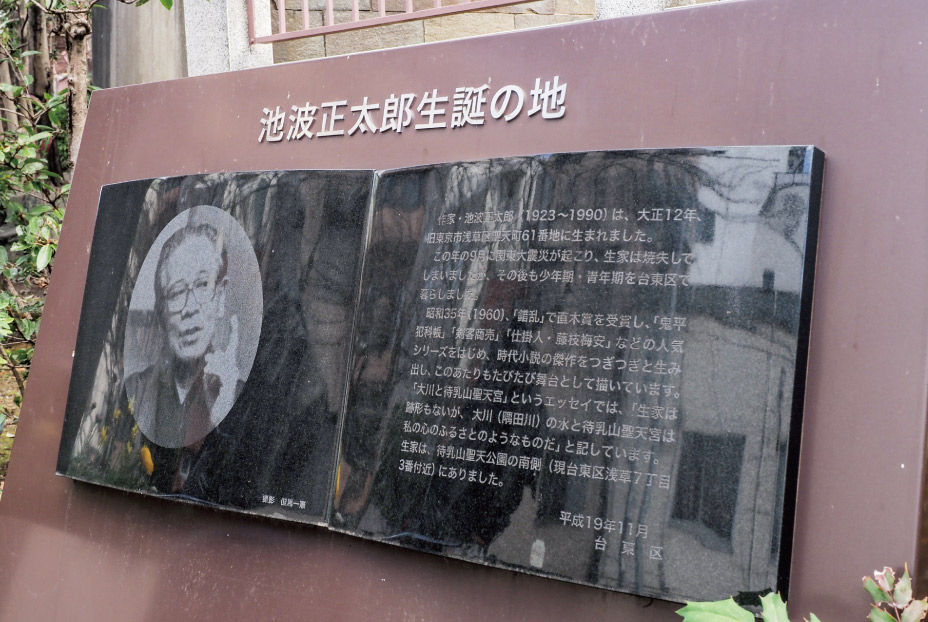 池波正太郎生誕の地
作家・池波正太郎（1923〜1990）は、大正12年、
旧東京市浅草区聖天町61番地に生まれました。
この年の9月に関東大震災が起こり、生家は焼失して
しまいましたが、その後も少年期・青年期を台東区で
暮らしました。
昭和35年（1960）、「錯乱」で直木賞を受賞し、「鬼平
犯科帳」「剣客商売」「仕掛人・藤枝梅安」などの人気
シリーズをはじめ、時代小説の傑作をつぎつぎと生み
出し、このあたりもたびたび舞台として描いています。
「大川と待乳山聖天宮」というエッセイでは、「生家は
跡形もないが、大川（隅田川）の水と待乳山聖天宮は
私の心のふるさとのようなものだ」と記しています。
生家は、待乳山聖天公園の南側（現台東区浅草7丁目
3番付近）にありました。
平成19年11月
台東区
撮影 但馬一憲